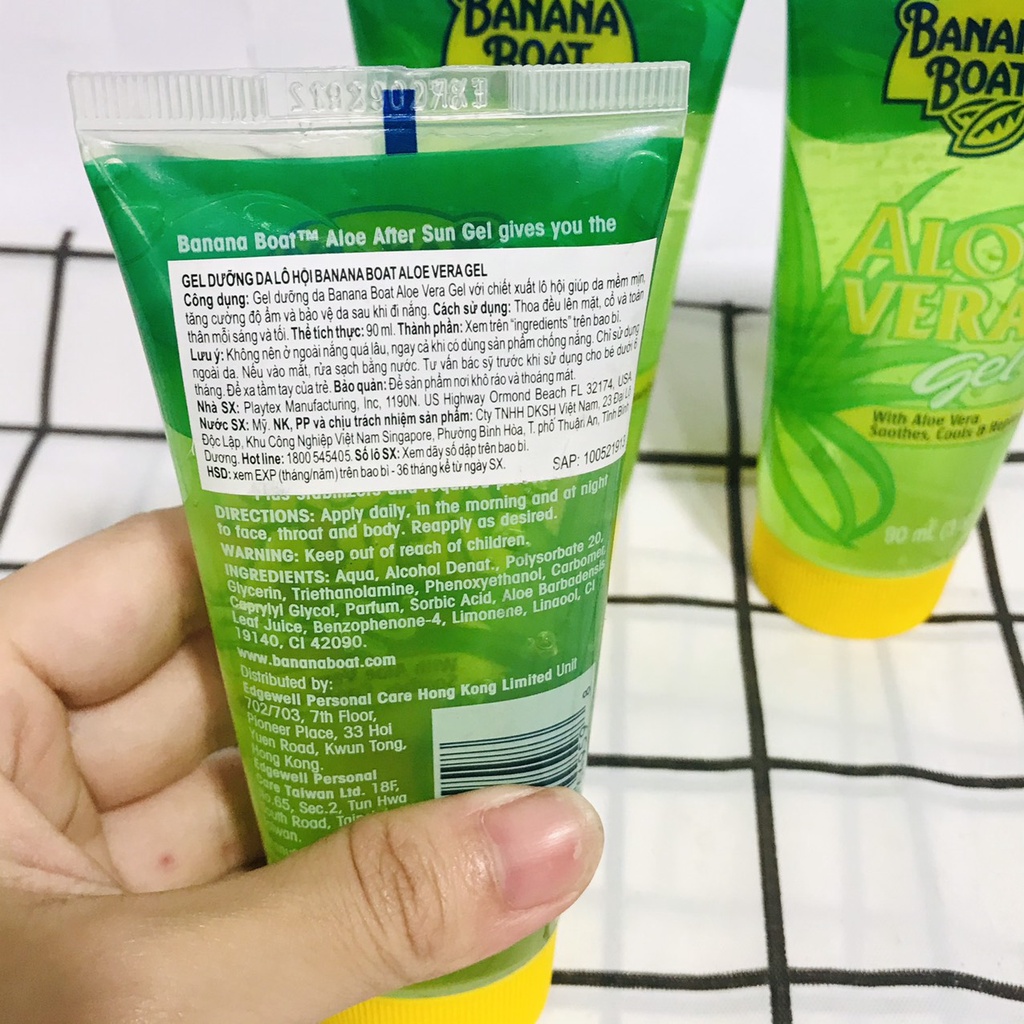 BANANA
BOAT
Banana Boat™ Aloe After Sun Gel gives you the
GEL DƯỠNG DA LÔ HỘI BANANA BOAT ALOE VERA GEL
Công dụng: Gel dưỡng da Banana Boat Aloe Vera Gel với chiết xuất lô hội giúp da mềm mịn,
tăng cường độ ẩm và bảo vệ da sau khi đi nắng. Cách sử dụng: Thoa đều lên mặt, cổ và toàn
thân mỗi sáng và tối. Thể tích thực: 90 ml. Thành phần: Xem trên "ingredients" trên bao bì.
Lưu ý: Không nên ở ngoài nắng quá lâu, ngay cả khi có dùng sản phẩm chống nắng. Chỉ sử dụng
ngoài da. Nếu vào mắt, rửa sạch bằng nước. Tư vấn bác sỹ trước khi sử dụng cho bé dưới 6
tháng. Để xa tầm tay của trẻ. Bảo quản: Để sản phẩm nơi khô ráo và thoáng mát.
Nhà SX: Playtex Manufacturing, Inc, 1190N. US Highway Ormond Beach FL 32174, USA
Nước SX: Mỹ. NK, PP và chịu trách nhiệm sản phẩm: Cty TNHH DKSH Việt Nam, 23 Đại Lộ
Độc Lập, Khu Công Nghiệp Việt Nam Singapore, Phường Bình Hòa, T. phố Thuận An, Tỉnh Bình
Dương. Hotline: 1800 545405. Số lô SX: Xem dãy số dập trên bao bì.
HSD: xem EXP (tháng/năm) trên bao bì - 36 tháng kể từ ngày SX.
SAP: 100521913
DIRECTIONS: Apply daily, in the morning and at night
to face, throat and body. Reapply as desired.
WARNING: Keep out of reach of children.
INGREDIENTS: Aqua, Alcohol Denat., Polysorbate 20,
Glycerin, Triethanolamine, Phenoxyethanol, Carbomer,
Caprylyl Glycol, Parfum, Sorbic Acid, Aloe Barbadensis
Leaf Juice, Benzophenone-4, Limonene, Linaool, CI
19140, CI 42090.
www.bananaboat.com
Distributed by:
Edgewell Personal Care Hong Kong Limited Unit
702/703, 7th Floor,
Pioneer Place, 33 Hoi
Yuen Road, Kwun Tong,
Hong Kong.
Edgewell Personal
Care Taiwan Ltd. 18F,
No.65, Sec.2, Tun Hwa
South Road,
BANANA
BOAT
ALOE
VERA
Gel
With Aloe Vera
Soothes, Cools &
90 mL